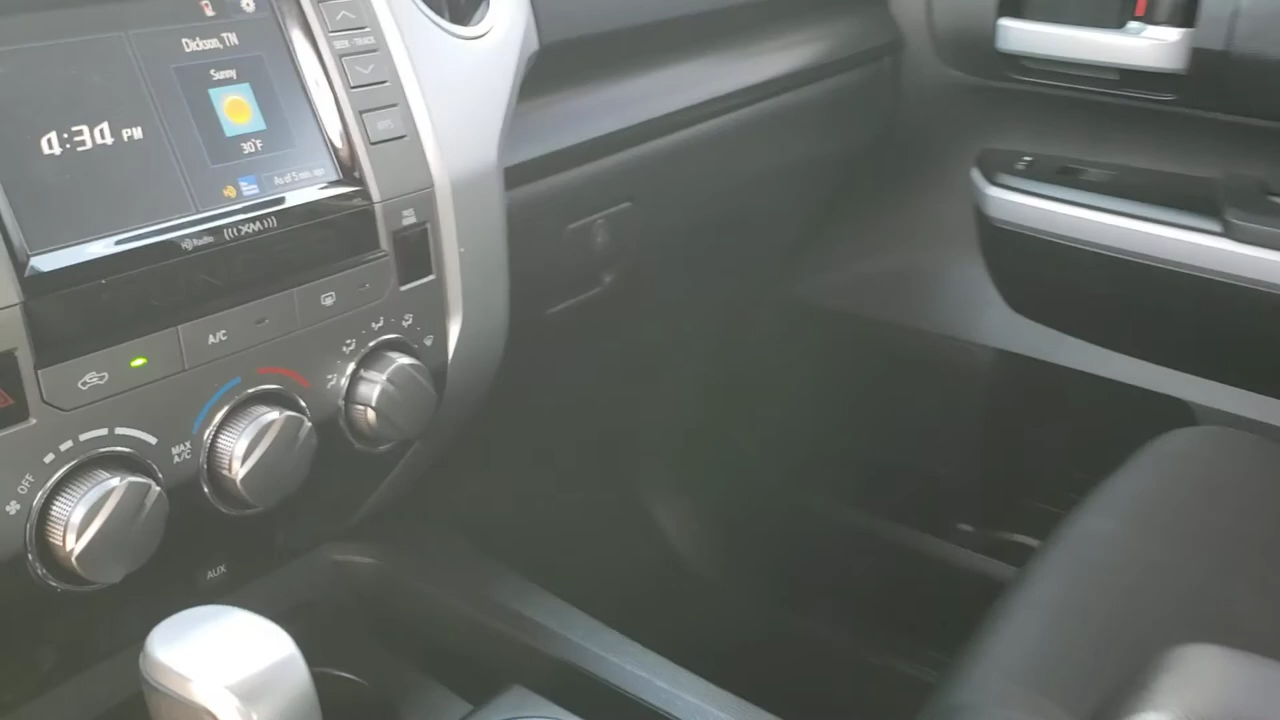 Dickson, TN
Sunny
4:34 PM
30°F
As of 5 min. ago
HD Radio
((( XM )))
SEEK - TRACK
APPS
A/C
MAX
A/C
OFF
AUX